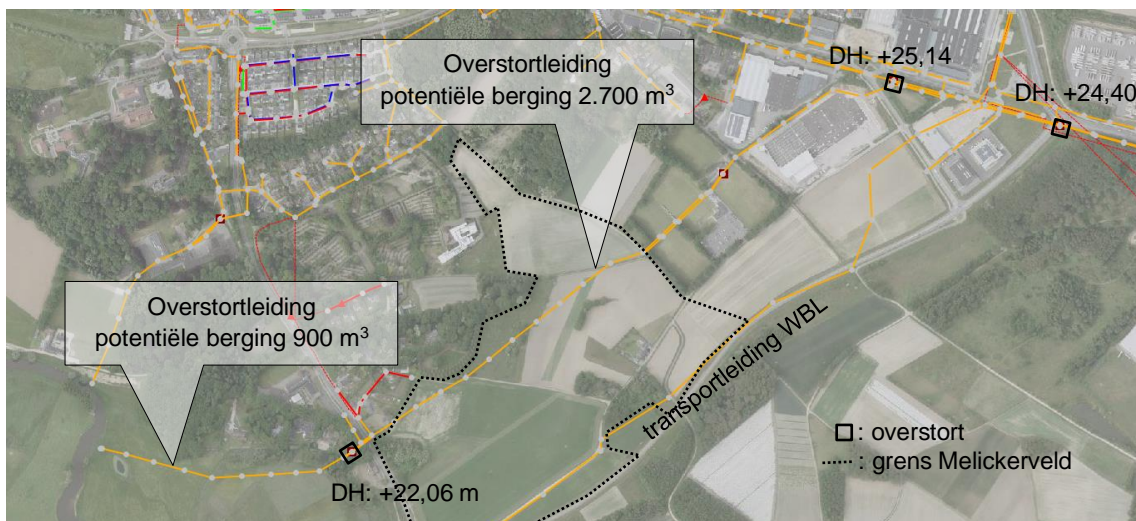 Overstortleiding
potentiële berging 2.700 m³
DH: +25,14
DH: +24,40
Overstortleiding
potentiële berging 900 m³
transportleiding WBL
: overstort
: grens Melickerveld
DH: +22,06 m